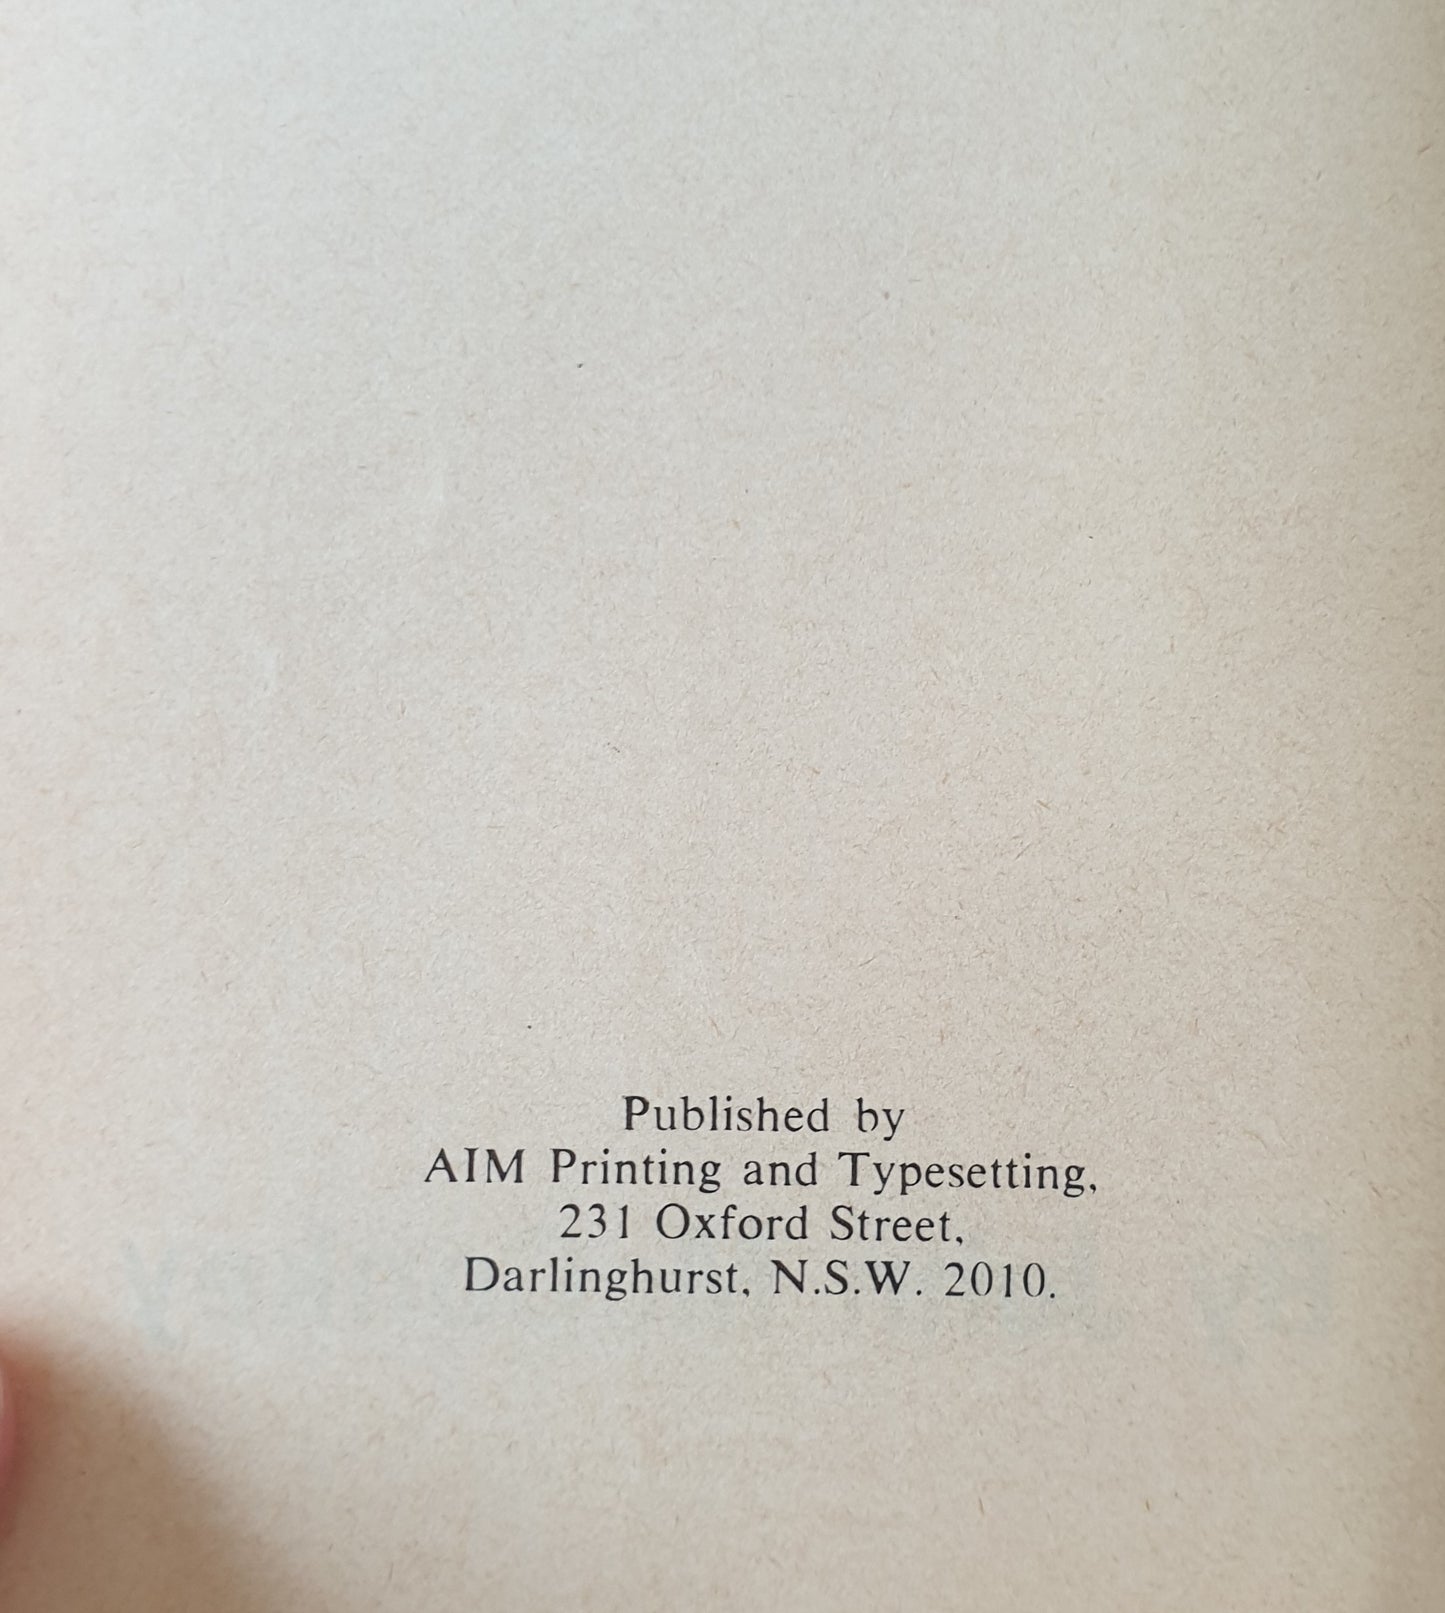 Published by
AIM Printing and Typesetting,
231 Oxford Street,
Darlinghurst, N.S.W. 2010.